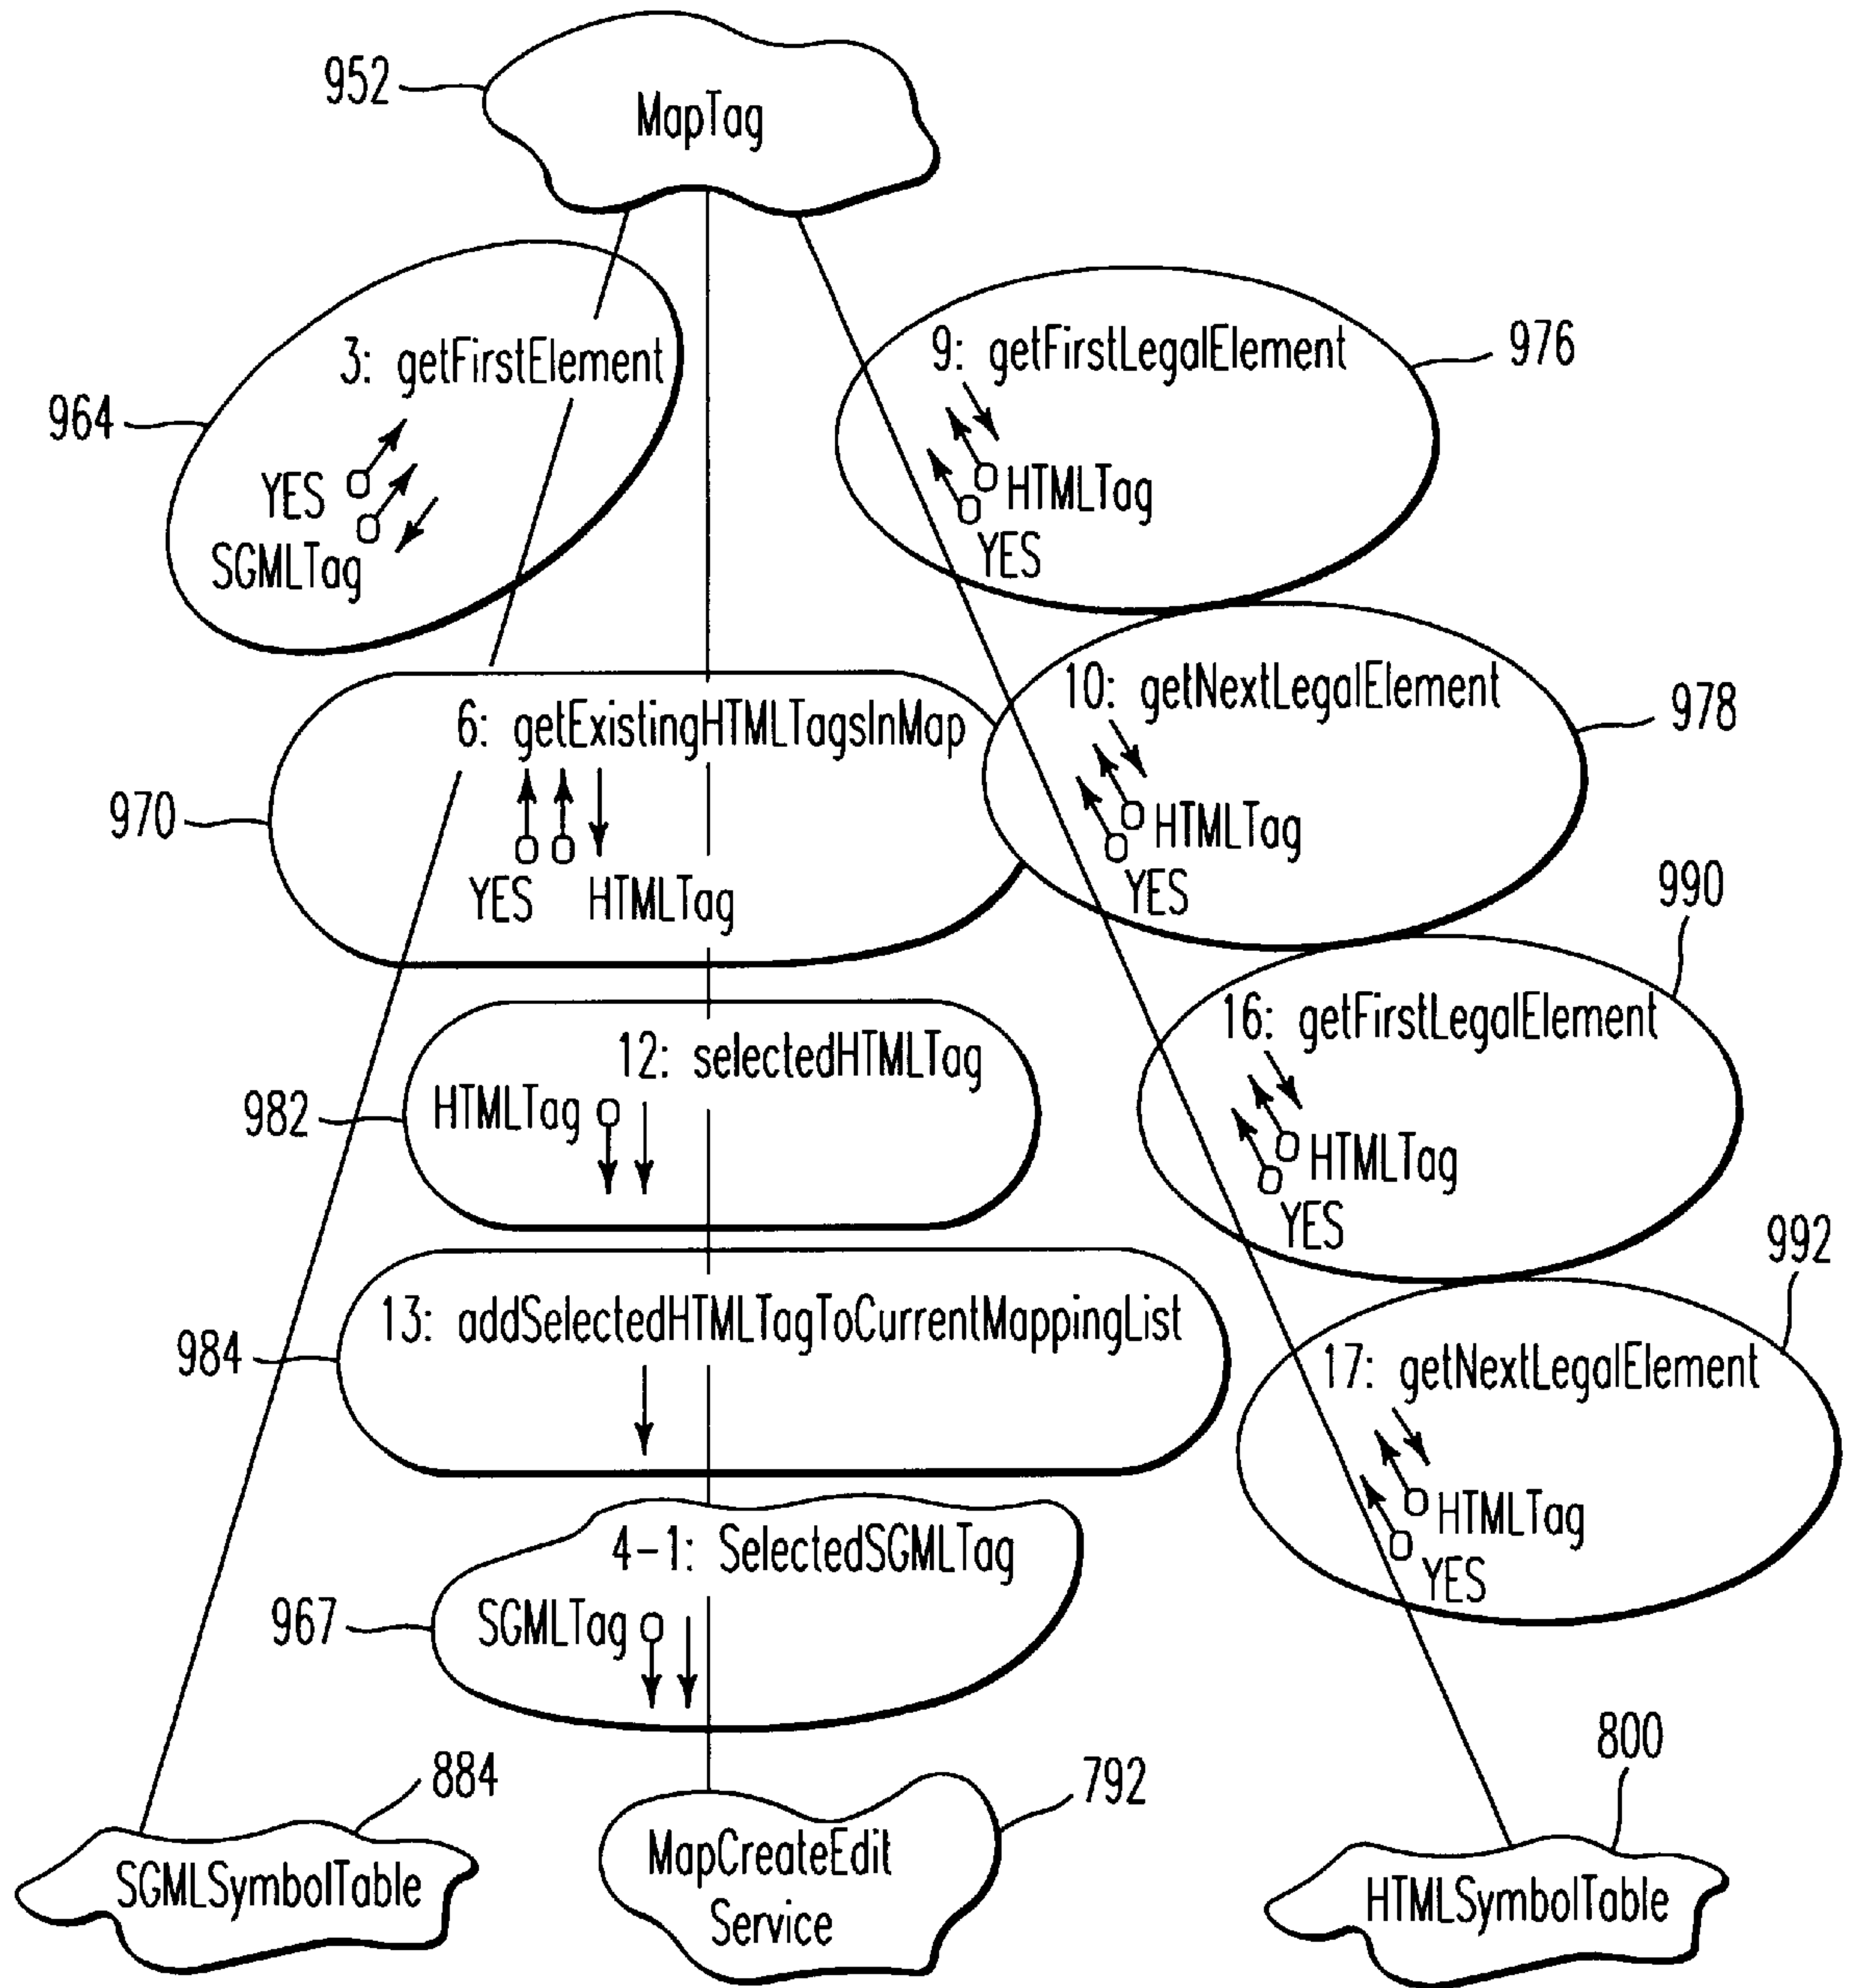 952
MapTag
964
3: getFirstElement
YES
SGMLTag
9: getFirstLegalElement
976
HTMLTag
YES
970
6: getExistingHTMLTagsInMap
YES HTMLTag
10: getNextLegalElement
978
HTMLTag
YES
990
982
12: selectedHTMLTag
HTMLTag
16: getFirstLegalElement
HTMLTag
YES
992
984
13: addSelectedHTMLTagToCurrentMappingList
17: getNextLegalElement
HTMLTag
YES
967
4-1: SelectedSGMLTag
SGMLTag
884
SGMLSymbolTable
792
MapCreateEdit
Service
800
HTMLSymbolTable